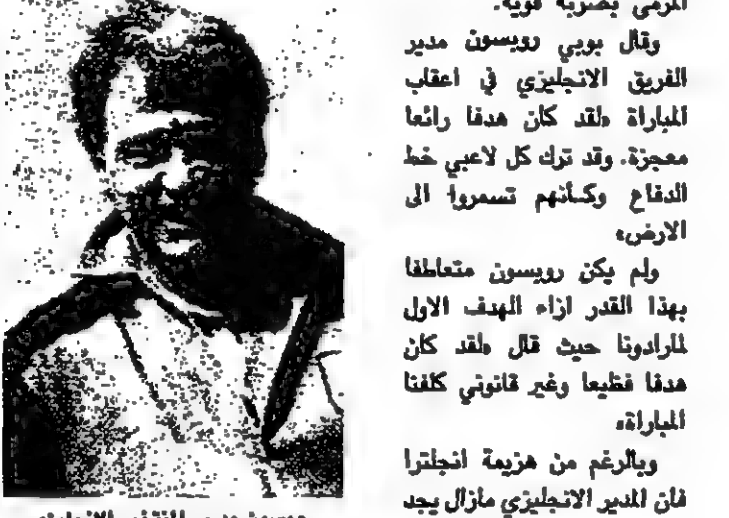 المرمى بضربة قوية.
وقال بوبي روبسون مدير
الفريق الانجليزي في اعقاب
المباراة «لقد كان هدفا رائعا
معجزة. وقد ترك كل لاعبي خط
الدفاع وكأنهم تسمروا الى
الارض»
ولم يكن روبسون متعاطفا
بهذا القدر ازاء الهدف الاول
لمارادونا حيث قال «لقد كان
هدفا فظيعا وغير قانوني كلفنا
المباراة»
وبالرغم من هزيمة انجلترا
فان المدير الانجليزي مازال يجد